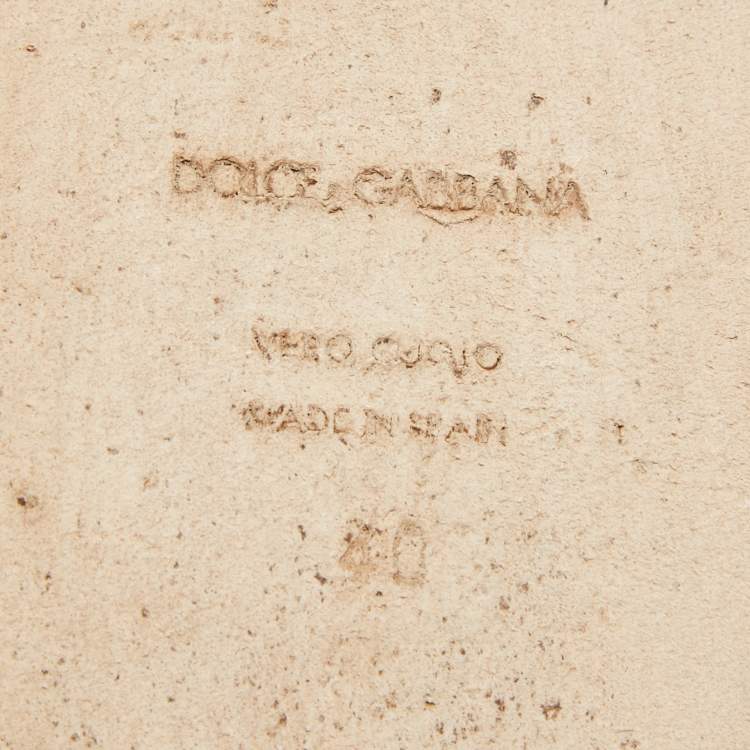 DOLCE & GABBANA
VERO CUOIO
MADE IN SPAIN
40